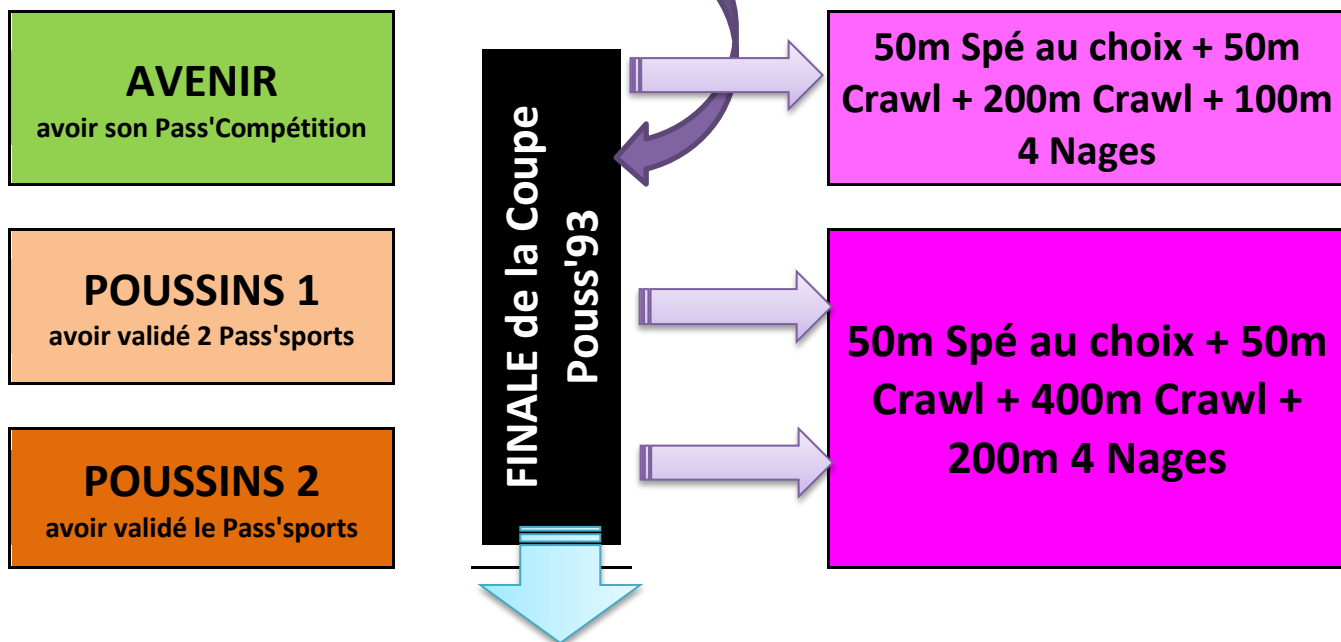 AVENIR
avoir son Pass'Compétition
POUSSINS 1
avoir validé 2 Pass'sports
POUSSINS 2
avoir validé le Pass'sports
FINALE de la Coupe
Pouss'93
50m Spé au choix + 50m
Crawl + 200m Crawl + 100m
4 Nages
50m Spé au choix + 50m
Crawl + 400m Crawl +
200m 4 Nages